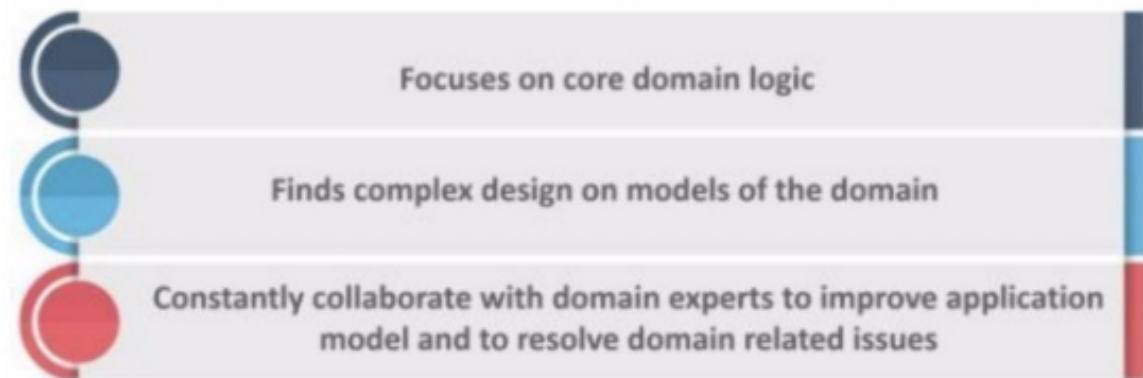 Focuses on core domain logic
Finds complex design on models of the domain
Constantly collaborate with domain experts to improve application
model and to resolve domain related issues